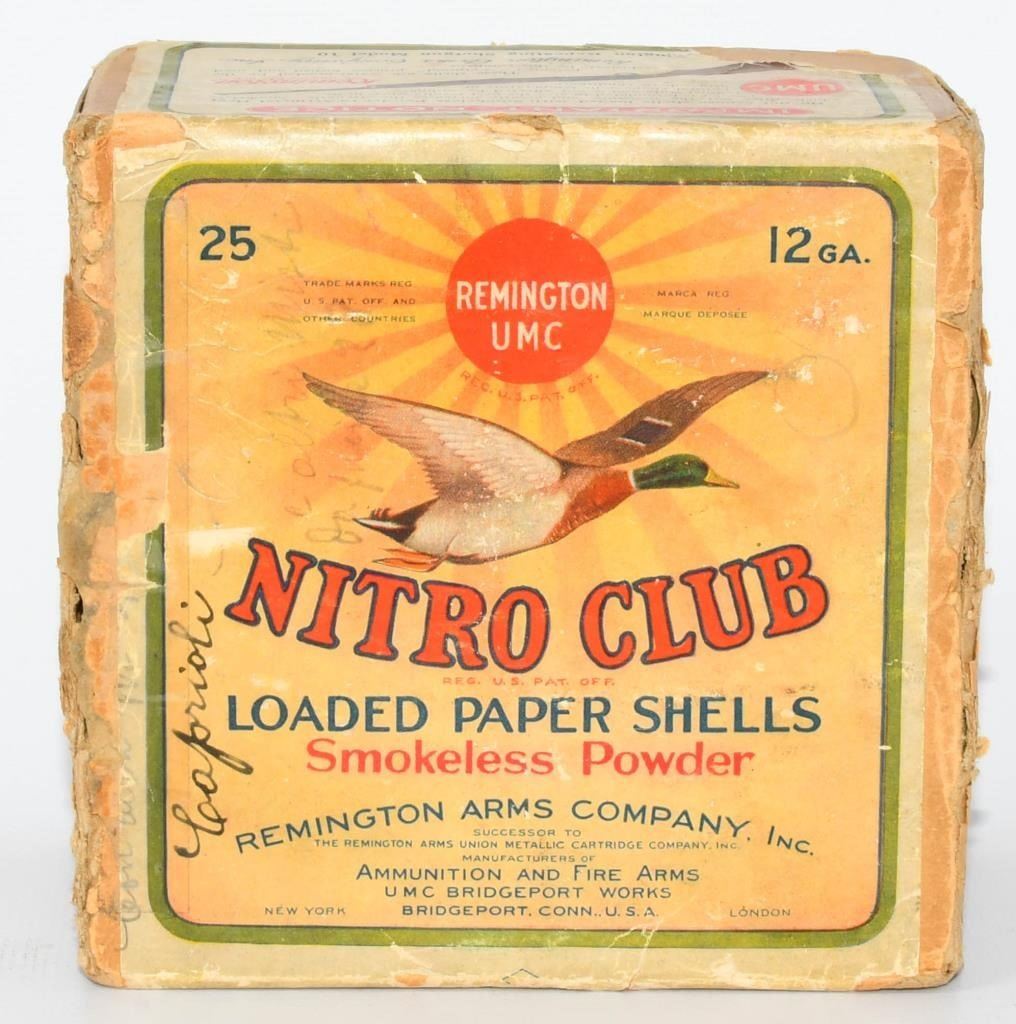 UMC
25
12 GA.
TRADE MARKS REG
U.S. PAT. OFF. AND
OTHER COUNTRIES
REMINGTON
UMC
MARCA REG
MARQUE DÉPOSÉE
REG. U.S. PAT. OFF.
NITRO CLUB
REG. U.S. PAT. OFF.
LOADED PAPER SHELLS
Smokeless Powder
REMINGTON ARMS COMPANY, INC.
SUCCESSOR TO
THE REMINGTON ARMS UNION METALLIC CARTRIDGE COMPANY, INC.
MANUFACTURERS OF
AMMUNITION AND FIRE ARMS
UMC BRIDGEPORT WORKS
NEW YORK BRIDGEPORT, CONN., U.S.A. LONDON
Caprioli